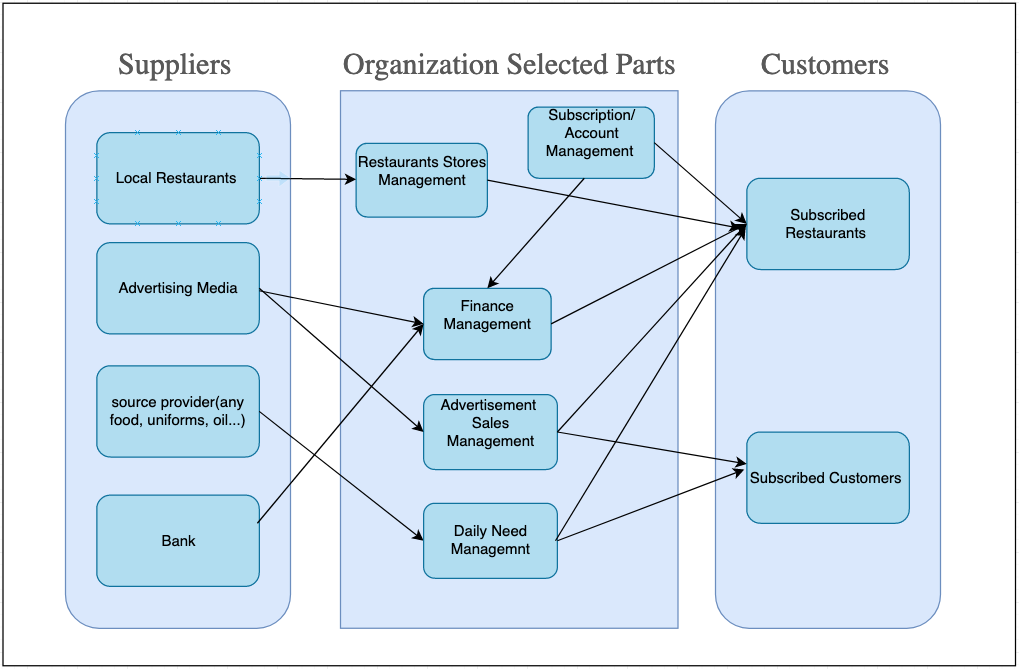 Suppliers
Organization Selected Parts
Customers
Local Restaurants
Advertising Media
source provider(any
food, uniforms, oil...)
Bank
Restaurants Stores
Management
Subscription/
Account
Management
Finance
Management
Advertisement
Sales
Management
Daily Need
Managemnt
Subscribed
Restaurants
Subscribed Customers